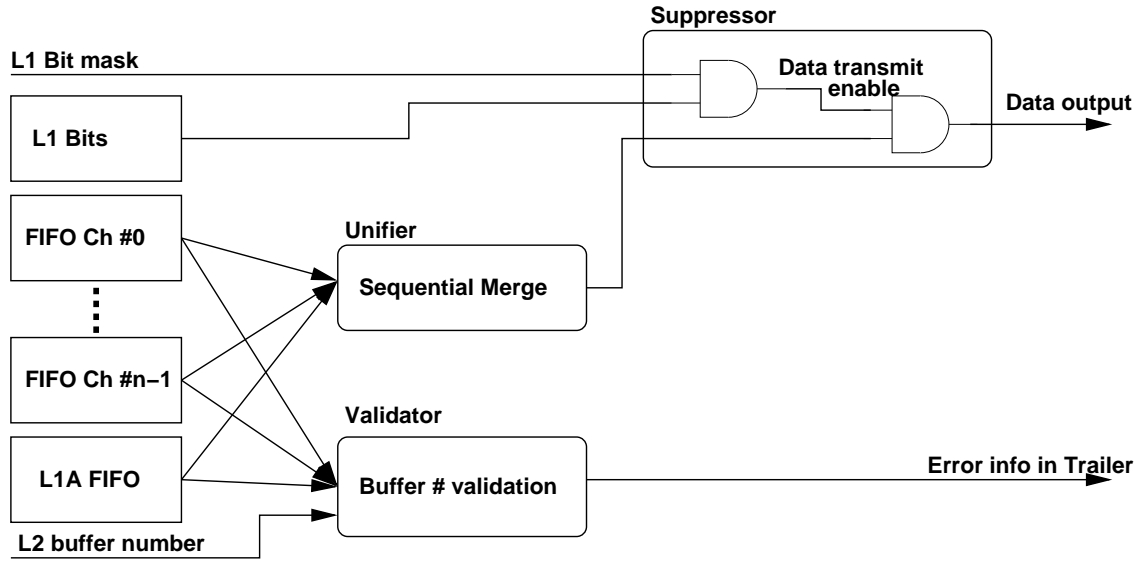 Suppressor
L1 Bit mask
Data transmit
enable
Data output
L1 Bits
FIFO Ch #0
Unifier
Sequential Merge
FIFO Ch #n−1
Validator
L1A FIFO
Buffer # validation
Error info in Trailer
L2 buffer number